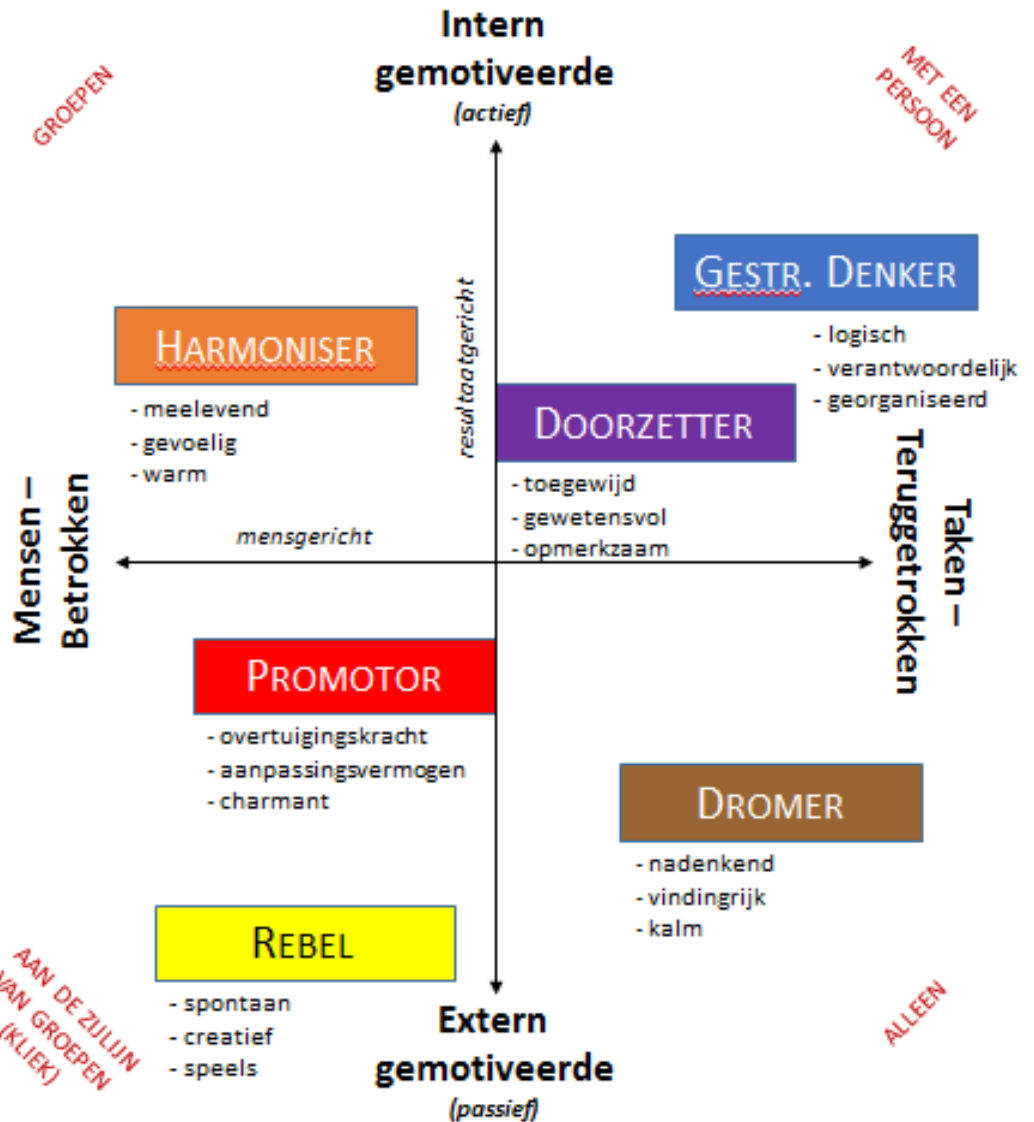 Intern
gemotiveerde
(actief)
GROEPEN
MET EEN
PERSOON
resultaatgericht
GESTR. DENKER
- logisch
- verantwoordelijk
- georganiseerd
HARMONISER
- meelevend
- gevoelig
- warm
DOORZETTER
- toegewijd
- gewetensvol
- opmerkzaam
Mensen –
Betrokken
mensgericht
Taken –
Teruggetrokken
PROMOTOR
- overtuigingskracht
- aanpassingsvermogen
- charmant
DROMER
- nadenkend
- vindingrijk
- kalm
REBEL
- spontaan
- creatief
- speels
AAN DE ZIJLIJN
VAN GROEPEN
(KLIEK)
Extern
gemotiveerde
(passief)
ALLEEN